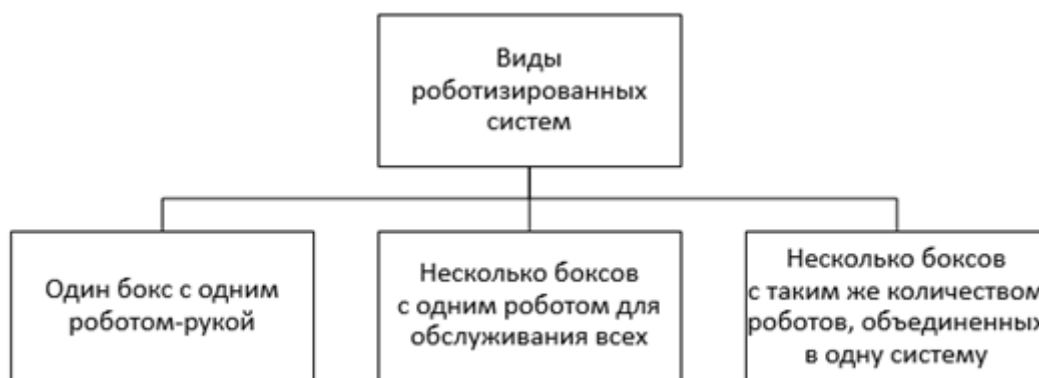 Виды
роботизированных
систем
Один бокс с одним
роботом-рукой
Несколько боксов
с одним роботом для
обслуживания всех
Несколько боксов
с таким же количеством
роботов, объединенных
в одну систему